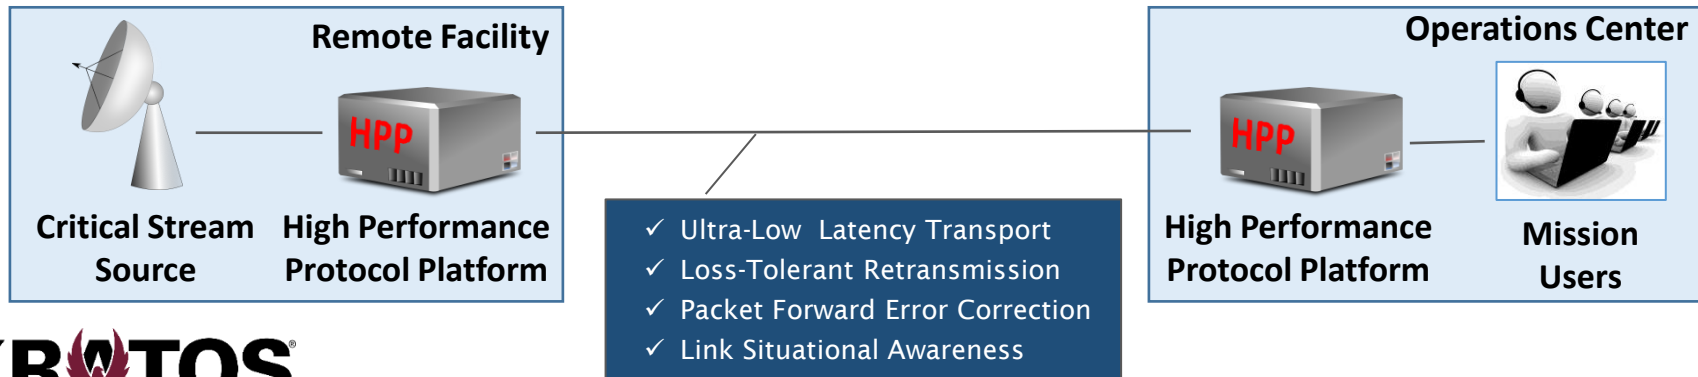 Remote Facility
HPP
Critical Stream
Source
High Performance
Protocol Platform
✓ Ultra-Low Latency Transport
✓ Loss-Tolerant Retransmission
✓ Packet Forward Error Correction
✓ Link Situational Awareness
Operations Center
HPP
High Performance
Protocol Platform
Mission
Users
KRATOS®